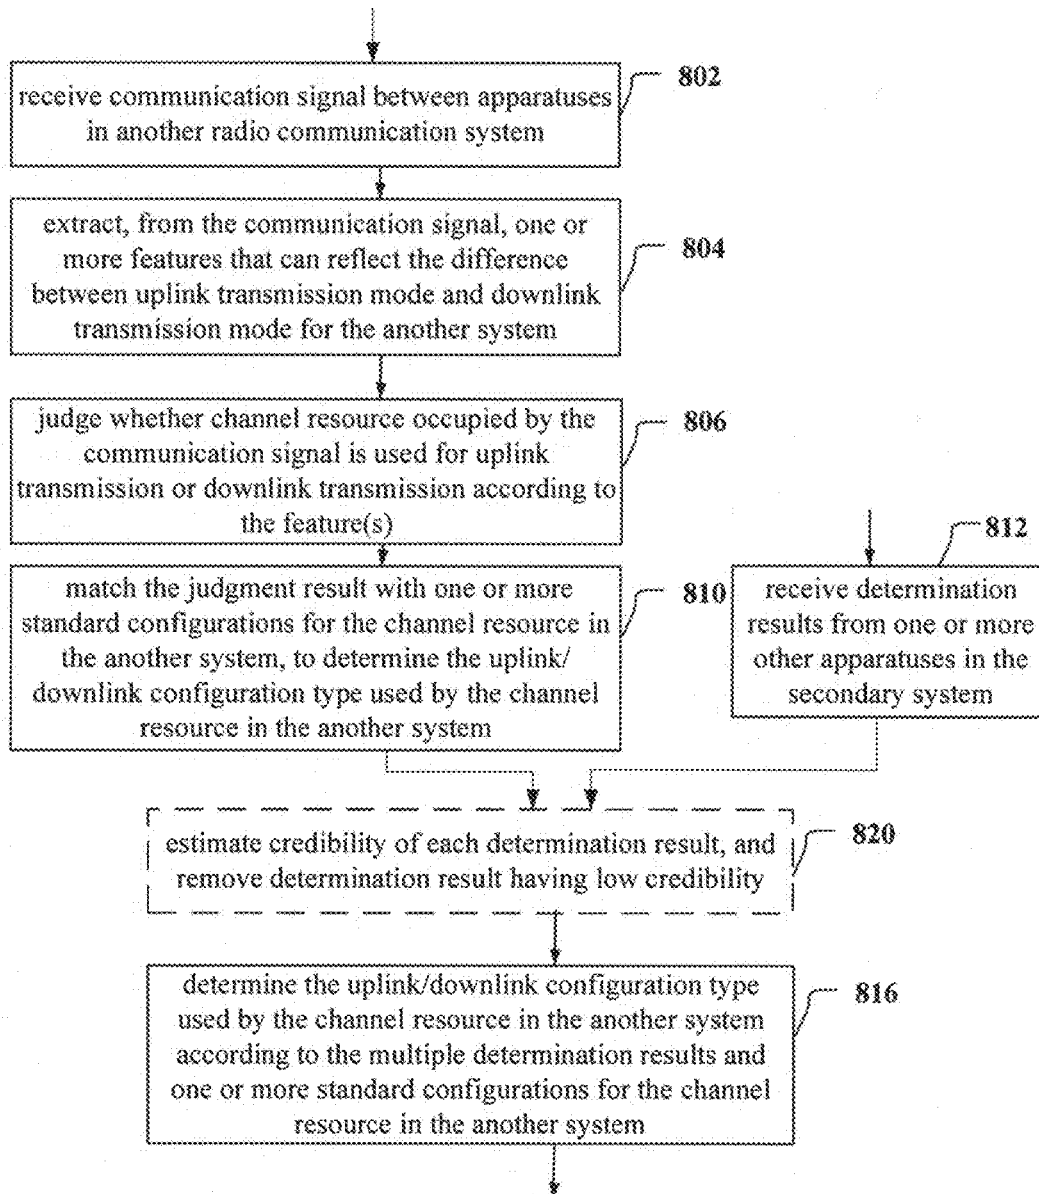 receive communication signal between apparatuses
in another radio communication system
802
extract, from the communication signal, one or
more features that can reflect the difference
between uplink transmission mode and downlink
transmission mode for the another system
804
judge whether channel resource occupied by the
communication signal is used for uplink
transmission or downlink transmission according to
the feature(s)
806
match the judgment result with one or more
standard configurations for the channel resource in
the another system, to determine the uplink/
downlink configuration type used by the channel
resource in the another system
810
812
receive determination
results from one or more
other apparatuses in the
secondary system
estimate credibility of each determination result, and
remove determination result having low credibility
820
determine the uplink/downlink configuration type
used by the channel resource in the another system
according to the multiple determination results and
one or more standard configurations for the channel
resource in the another system
816